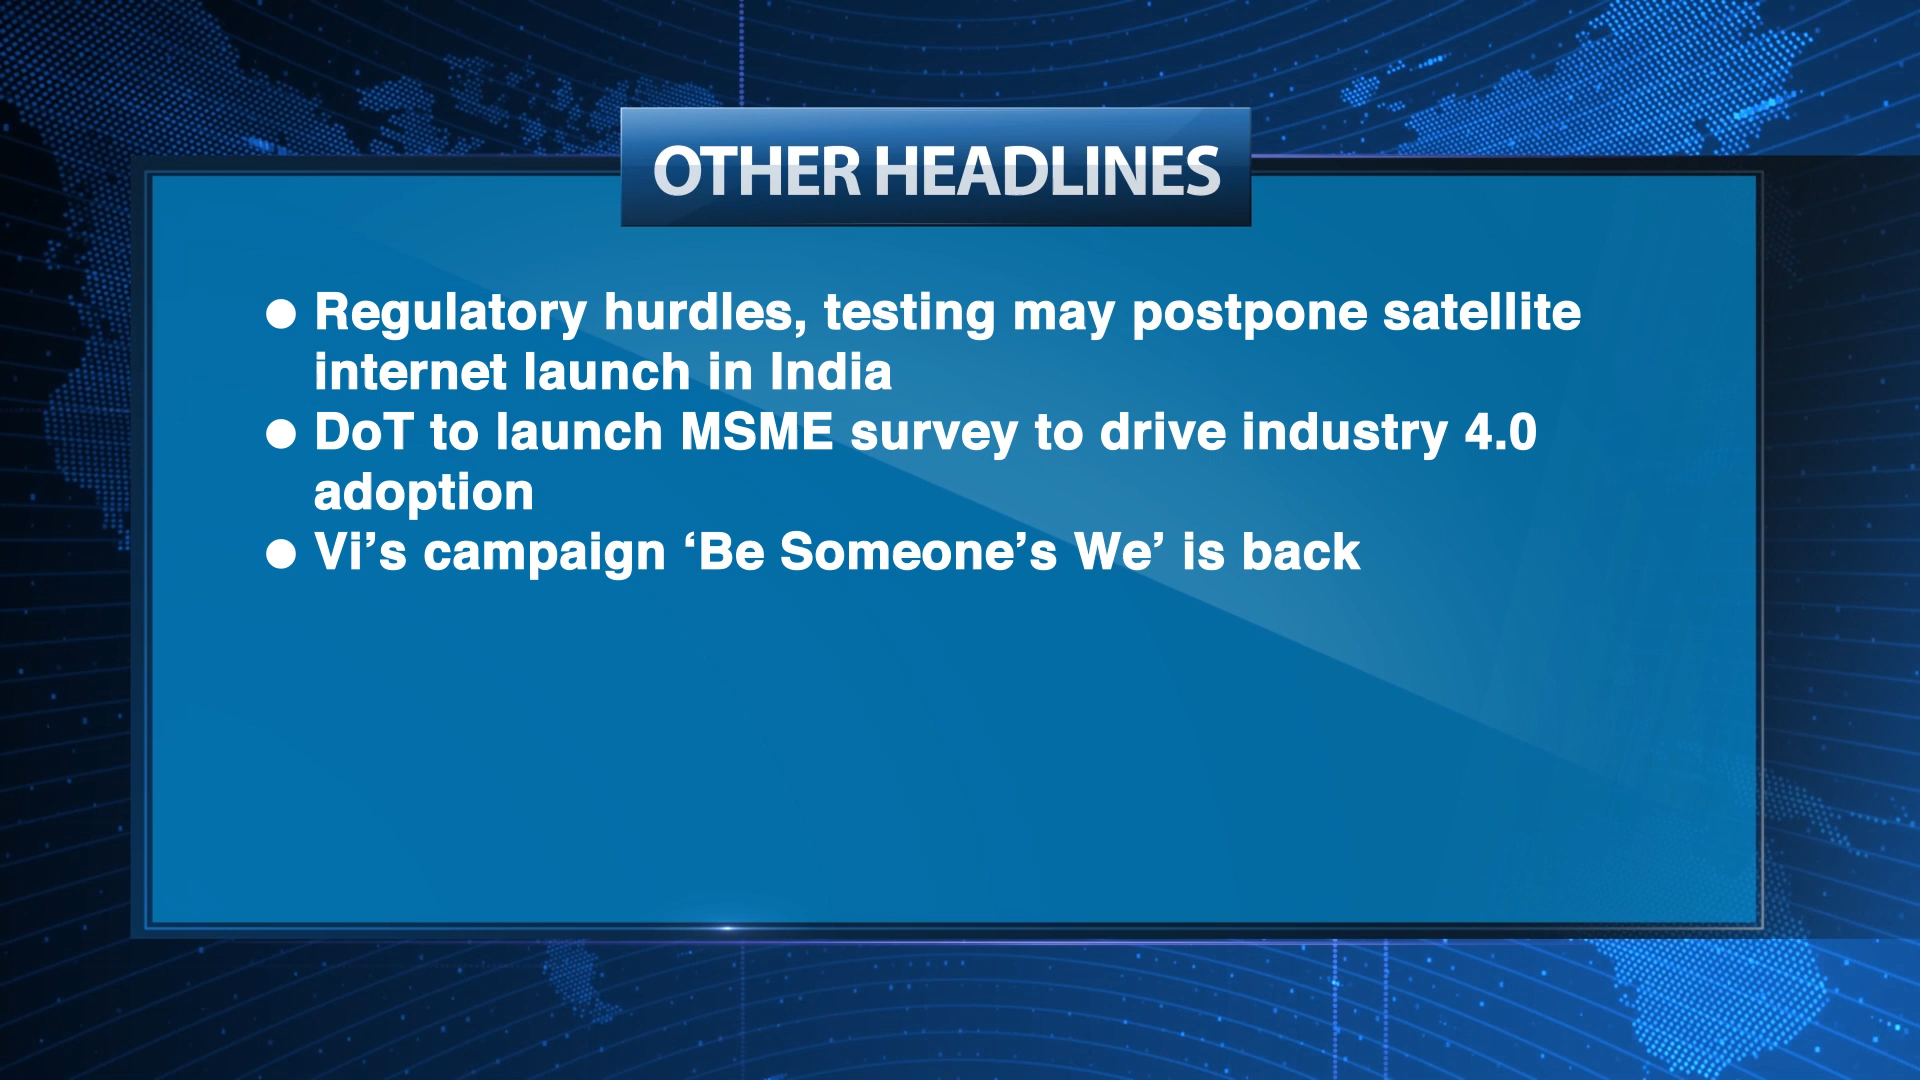 OTHER HEADLINES
● Regulatory hurdles, testing may postpone satellite
internet launch in India
● DoT to launch MSME survey to drive industry 4.0
adoption
● Vi’s campaign ‘Be Someone’s We’ is back